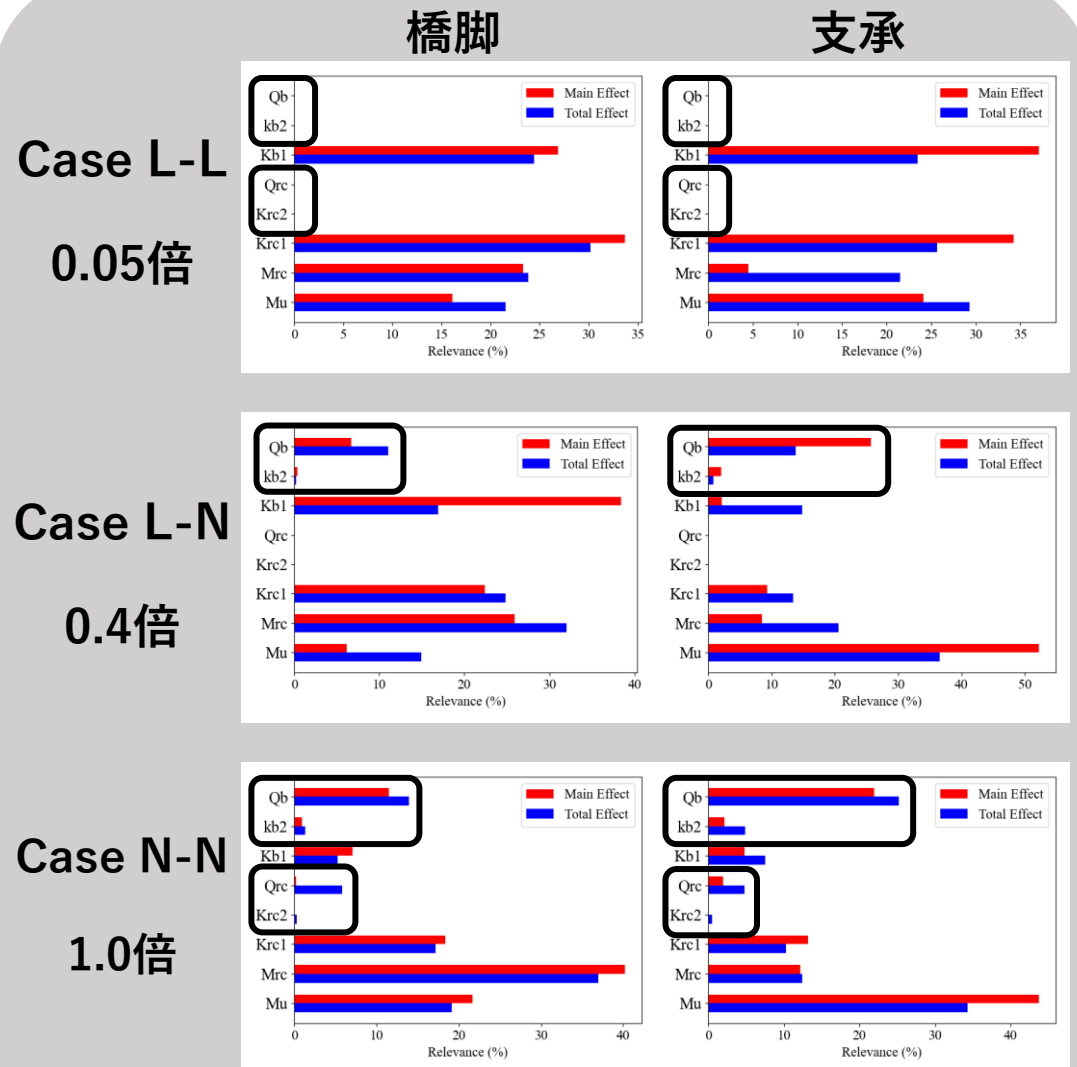 橋脚
支承
Case L-L
0.05倍
Qb
kb2
Kb1
Qrc
Krc2
Krc1
Mrc
Mu
Main Effect
Total Effect
0 5 10 15 20 25 30 35
Relevance (%)
Qb
kb2
Kb1
Qrc
Krc2
Krc1
Mrc
Mu
Main Effect
Total Effect
0 5 10 15 20 25 30 35
Relevance (%)
Case L-N
0.4倍
Qb
kb2
Kb1
Qrc
Krc2
Krc1
Mrc
Mu
Main Effect
Total Effect
0 10 20 30 40
Relevance (%)
Qb
kb2
Kb1
Qrc
Krc2
Krc1
Mrc
Mu
Main Effect
Total Effect
0 10 20 30 40 50
Relevance (%)
Case N-N
1.0倍
Qb
kb2
Kb1
Qrc
Krc2
Krc1
Mrc
Mu
Main Effect
Total Effect
0 10 20 30 40
Relevance (%)
Qb
kb2
Kb1
Qrc
Krc2
Krc1
Mrc
Mu
Main Effect
Total Effect
0 10 20 30 40
Relevance (%)